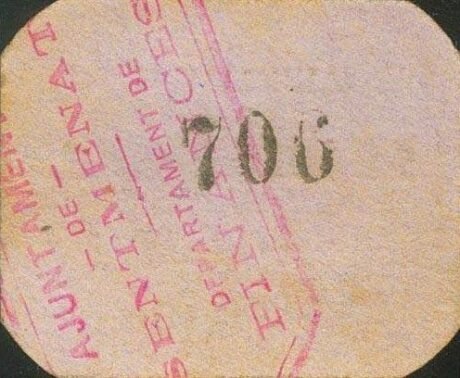 AJUNTAMENT
— DE —
SENTMENAT
DEPARTAMENT DE
FINANCES
706